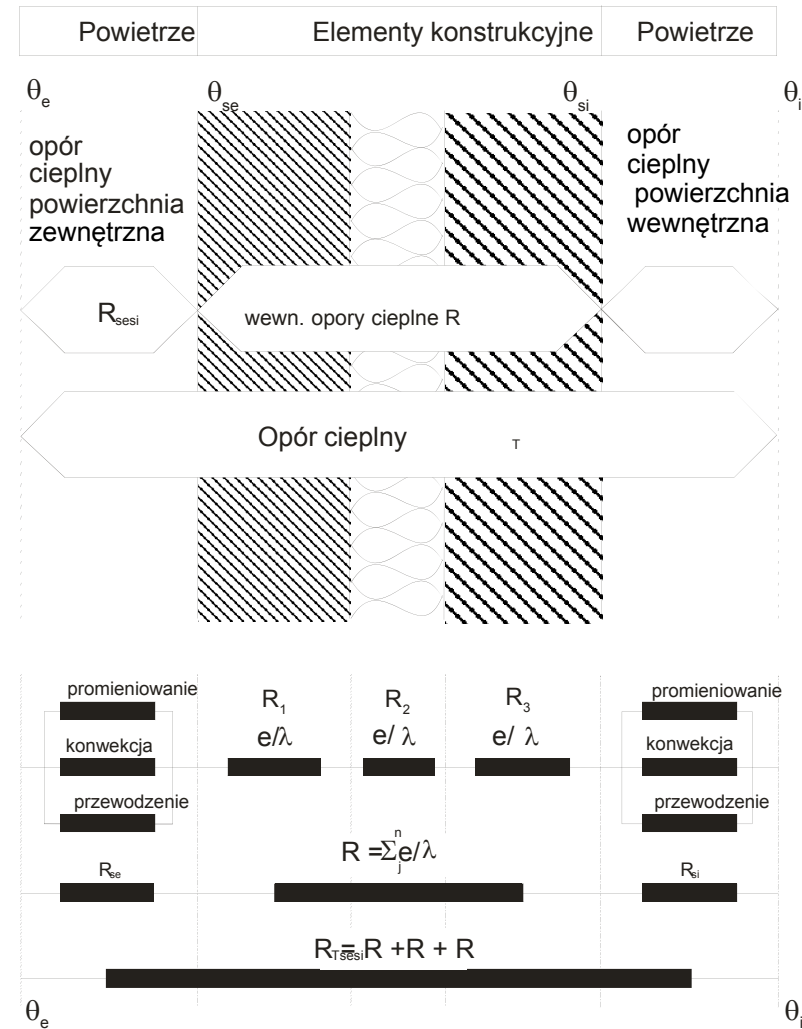 Powietrze Elementy konstrukcyjne Powietrze
θe θse θsi θi
opór
cieplny
powierzchnia
zewnętrzna
opór
cieplny
powierzchnia
wewnętrzna
Rsesi wewn. opory cieplne R
Opór cieplny T
promieniowanie R1 R2 R3 promieniowanie
e/λ e/ λ e/ λ
konwekcja konwekcja
przewodzenie przewodzenie
n
R =Σe/λ
j
Rse Rsi
RTsesi=R +R + R
θe θi